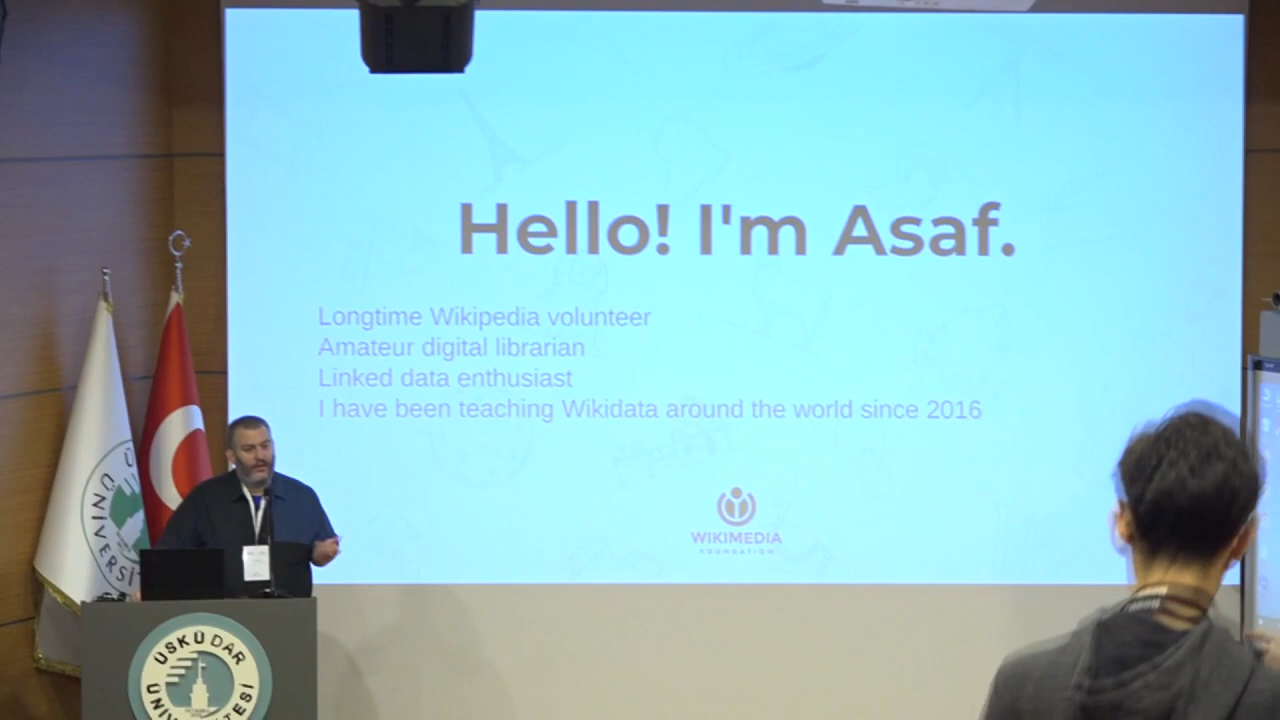 Hello! I'm Asaf.
Longtime Wikipedia volunteer
Amateur digital librarian
Linked data enthusiast
I have been teaching Wikidata around the world since 2016
WIKIMEDIA
FOUNDATION
ÜNİVERSİ
ÜSKÜDAR